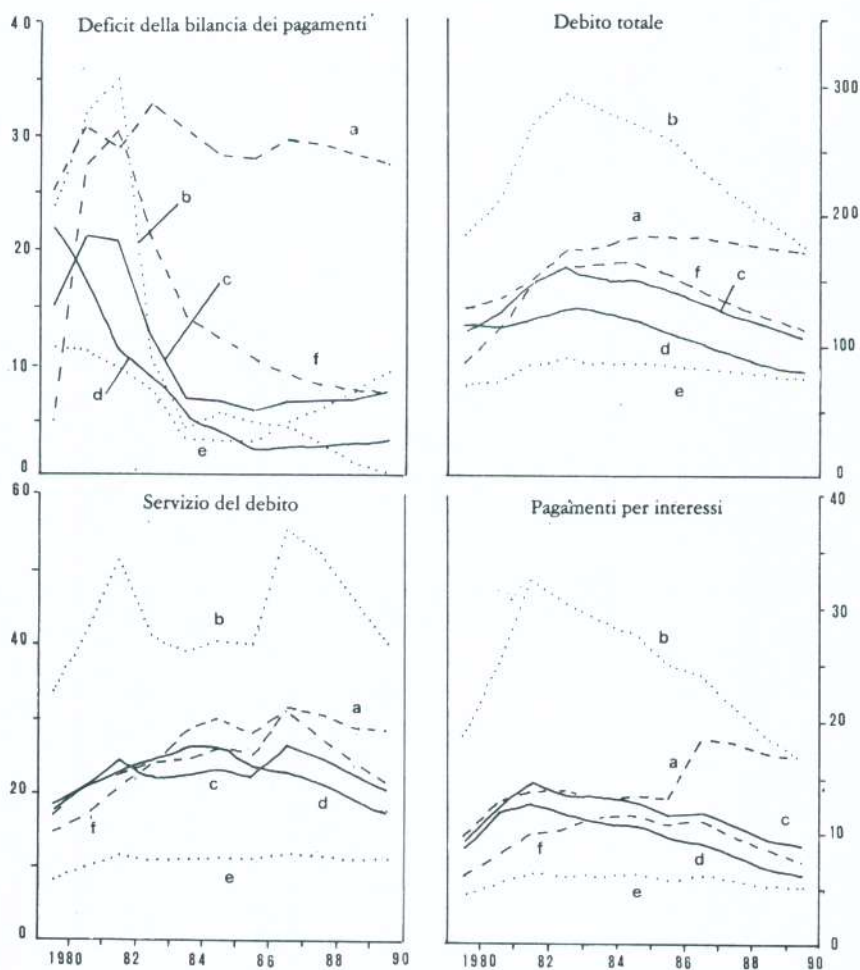 Deficit della bilancia dei pagamenti
40
30
20
10
0
a
b
c
f
d
e
Debito totale
300
200
100
0
b
a
f
c
d
e
Servizio del debito
60
40
20
0
b
a
c
d
f
e
1980 82 84 86 88 90
Pagamenti per interessi
40
30
20
10
0
b
a
c
f
d
e
1980 82 84 86 88 90